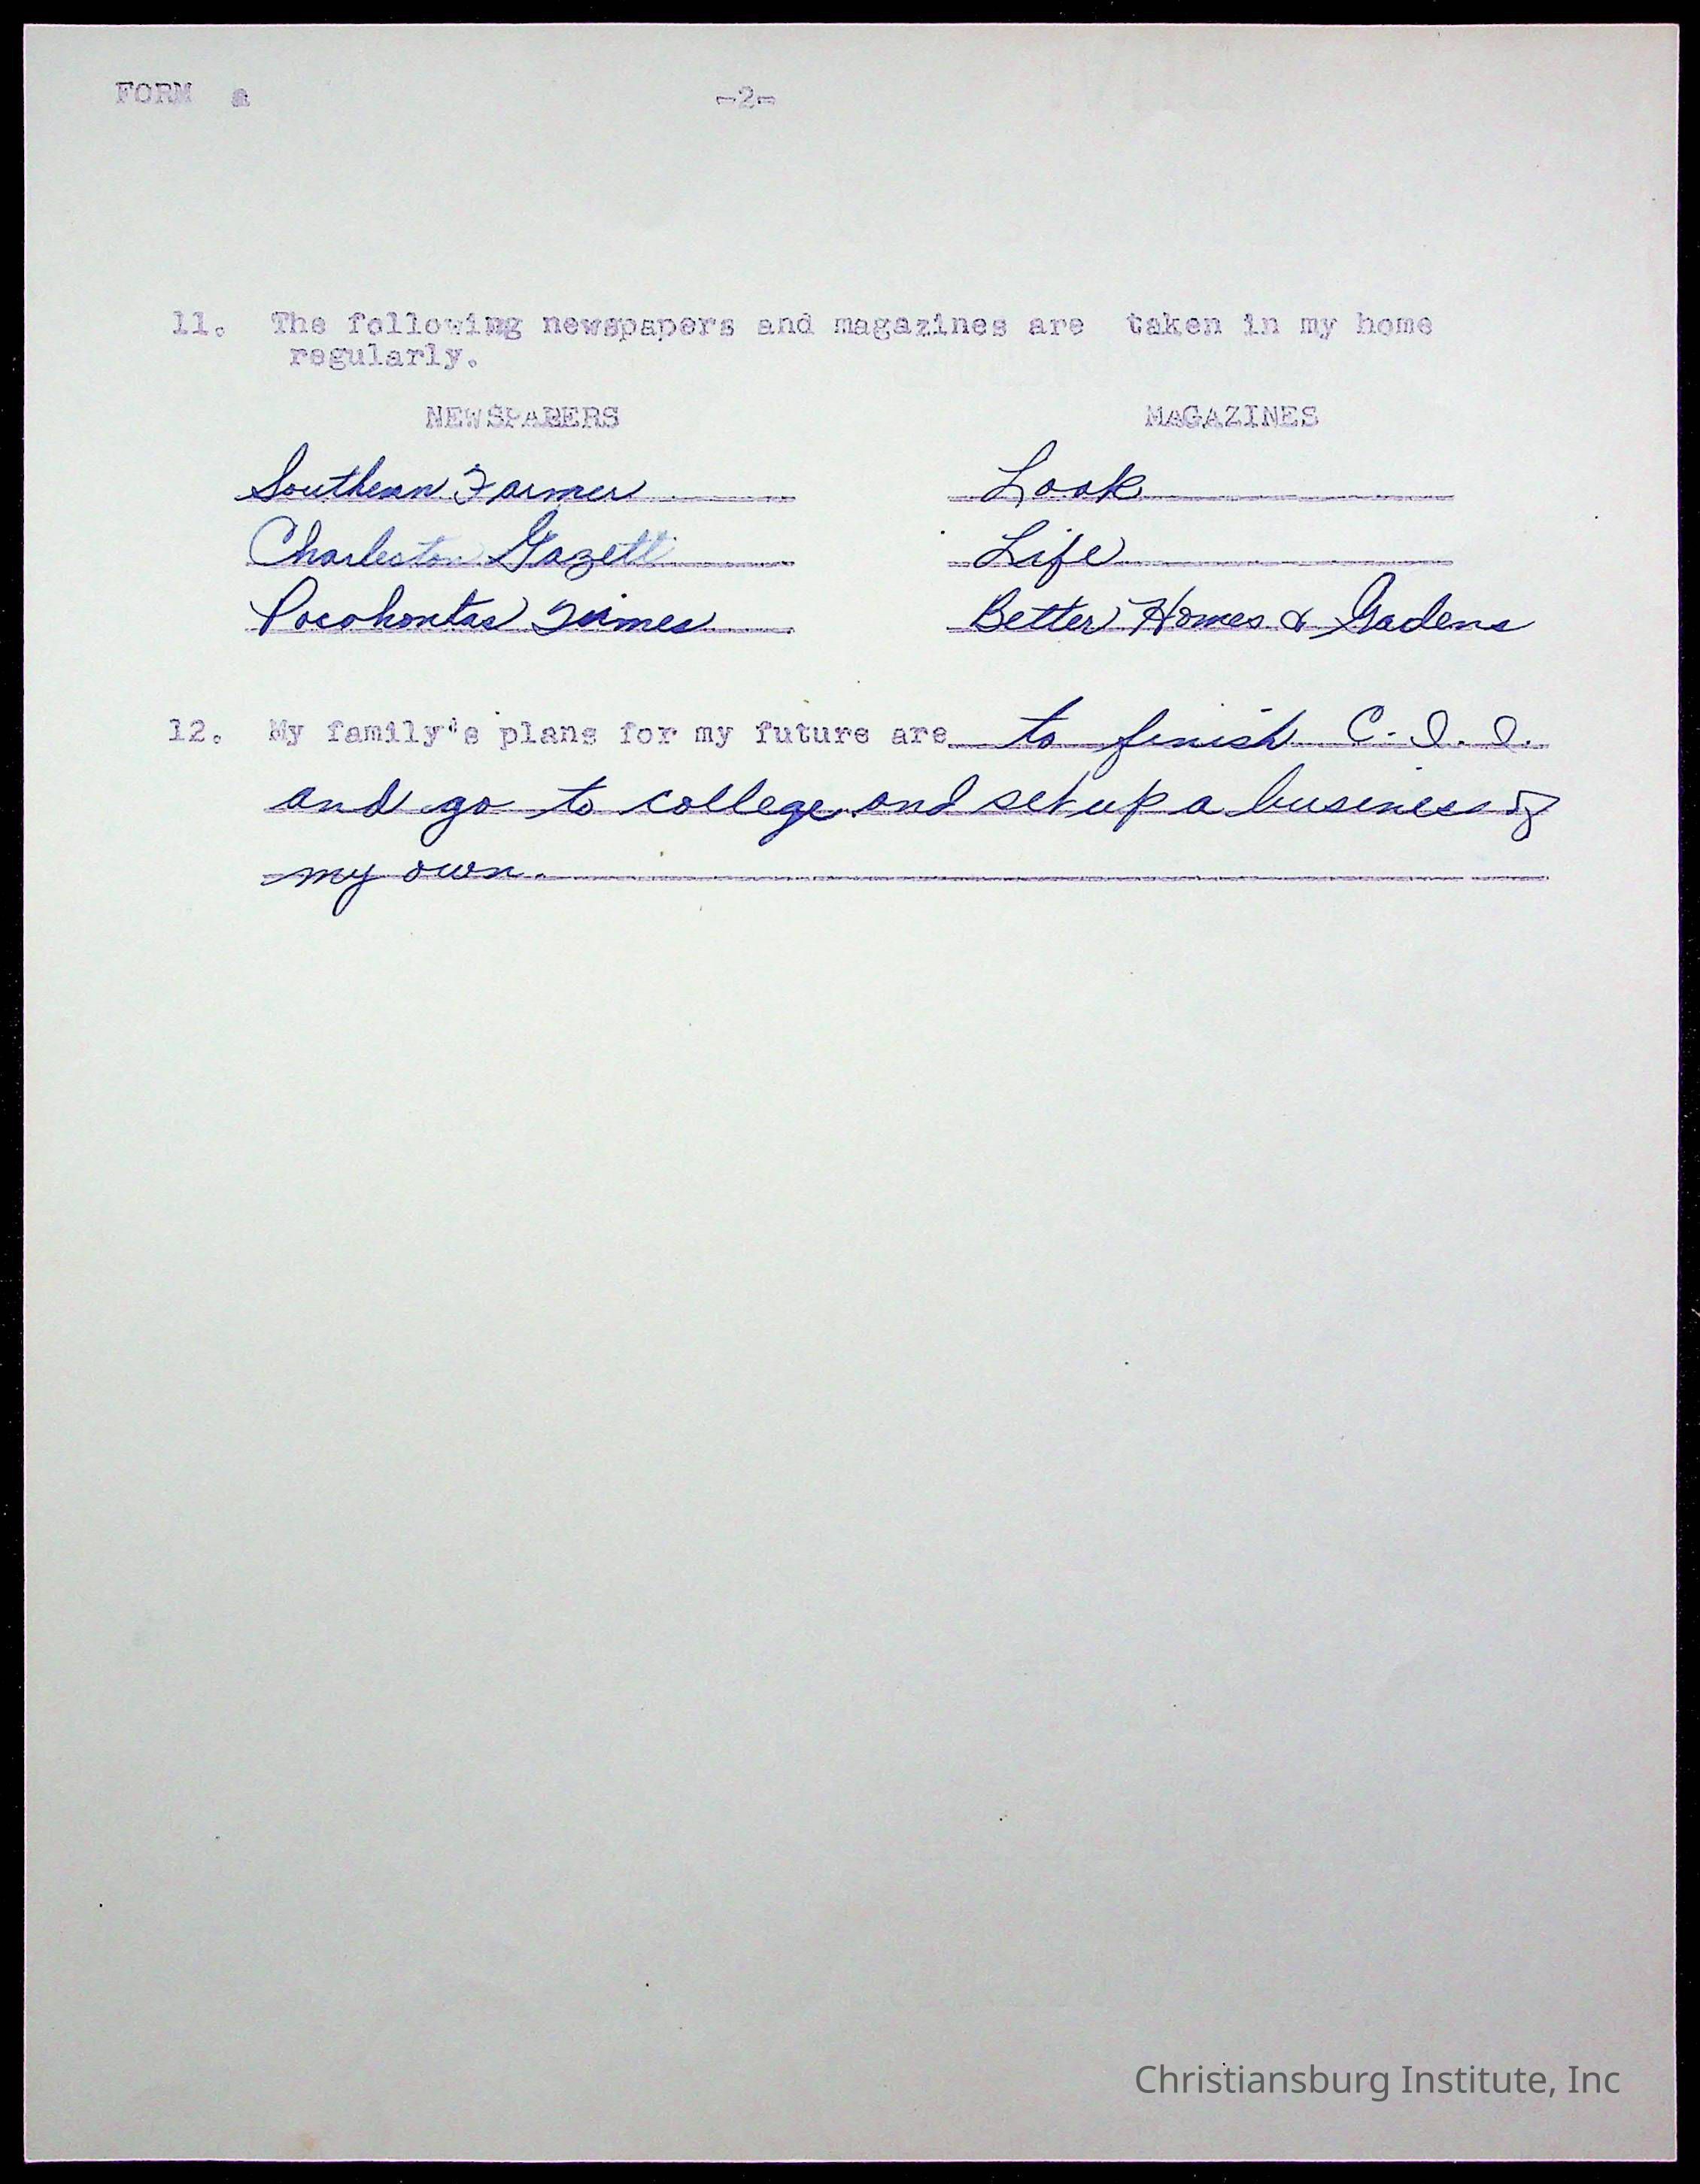 FORM a -2-
11. The following newspapers and magazines are taken in my home
regularly.
NEWSPAPERS MAGAZINES
Southern Farmer Look
Charleston Gazett Life
Pocohontas Times Better Homes & Gadens
12. My family's plans for my future are to finish C.I.I.
and go to college and set up a business of
my own.
Christiansburg Institute, Inc